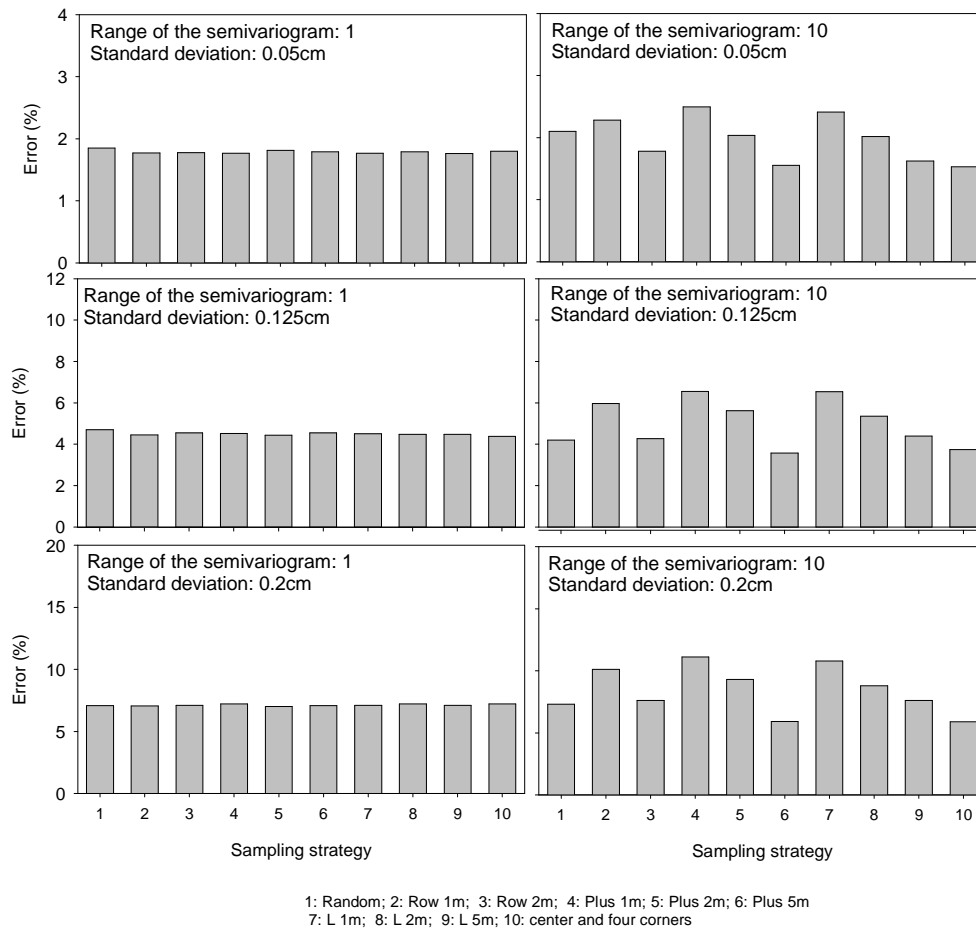 4
Range of the semivariogram: 1
Standard deviation: 0.05cm
3
2
1
0
Error (%)
Range of the semivariogram: 10
Standard deviation: 0.05cm
12
Range of the semivariogram: 1
Standard deviation: 0.125cm
10
8
6
4
2
0
Error (%)
Range of the semivariogram: 10
Standard deviation: 0.125cm
20
Range of the semivariogram: 1
Standard deviation: 0.2cm
15
10
5
0
Error (%)
Range of the semivariogram: 10
Standard deviation: 0.2cm
1 2 3 4 5 6 7 8 9 10
1 2 3 4 5 6 7 8 9 10
Sampling strategy
Sampling strategy
1: Random; 2: Row 1m; 3: Row 2m; 4: Plus 1m; 5: Plus 2m; 6: Plus 5m
7: L 1m; 8: L 2m; 9: L 5m; 10: center and four corners